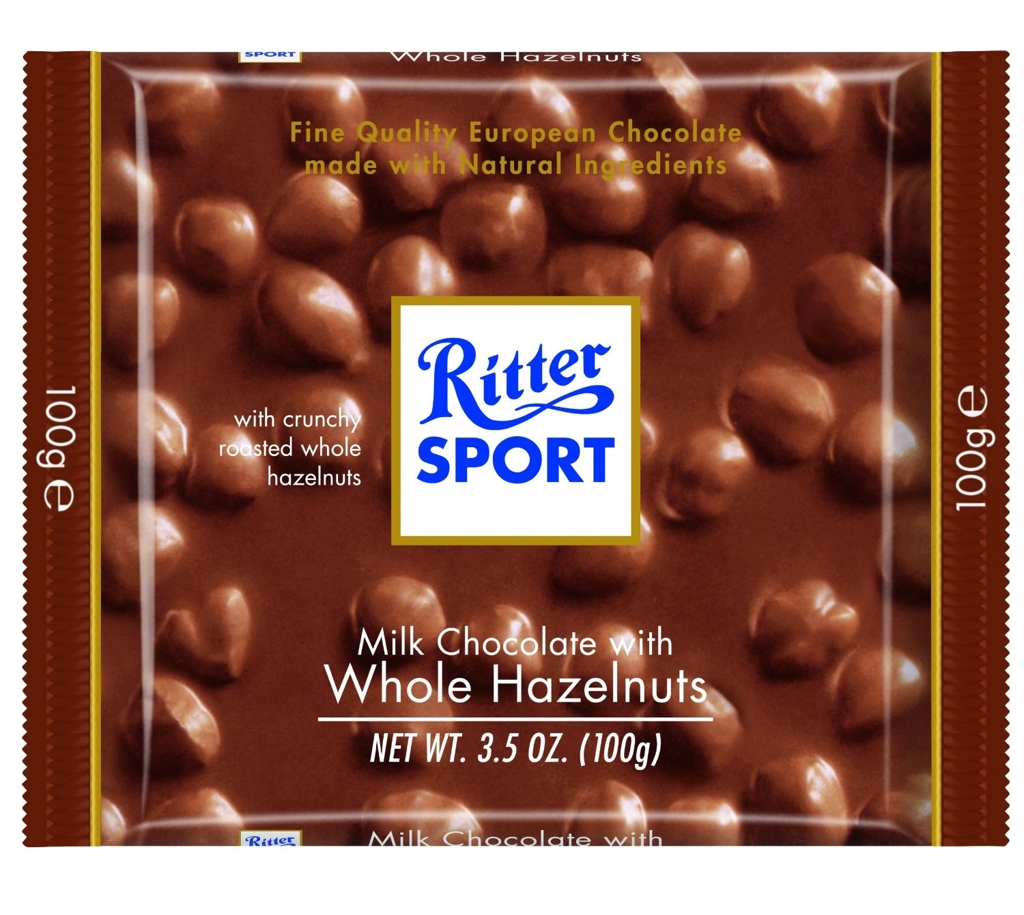 SPORT
Whole Hazelnuts
Fine Quality European Chocolate
made with Natural Ingredients
100g e
with crunchy
roasted whole
hazelnuts
Ritter
SPORT
100g e
Milk Chocolate with
Whole Hazelnuts
NET WT. 3.5 OZ. (100g)
Ritter
Milk Chocolate with